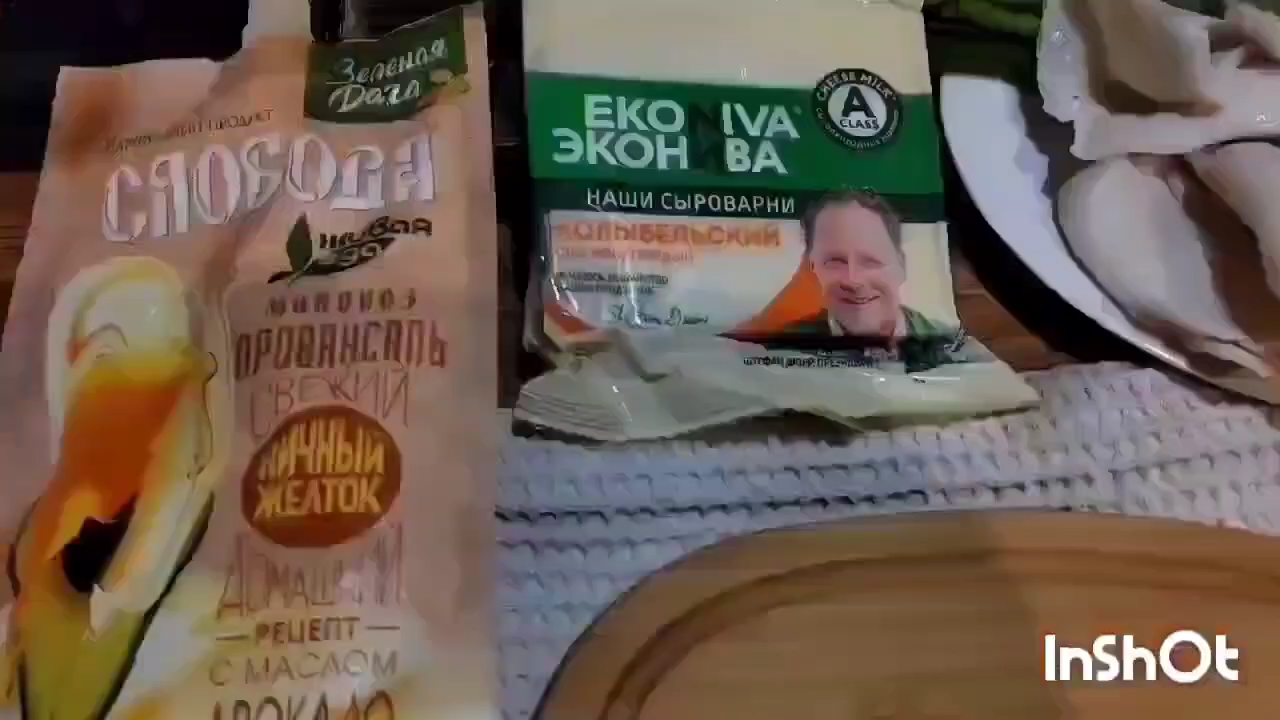 Зеленая
Дача
СЛОБОДА
живая
еда
майонез
ПРОВАНСАЛЬ
СВЕЖИЙ
ЯИЧНЫЙ
ЖЕЛТОК
ДОМАШНИЙ
РЕЦЕПТ
С МАСЛОМ
АВОКАДО
EKONIVA
ЭКОНИВА
CHEESE MILK
A
CLASS
НАШИ СЫРОВАРНИ
КОЛЫБЕЛЬСКИЙ
InShOt